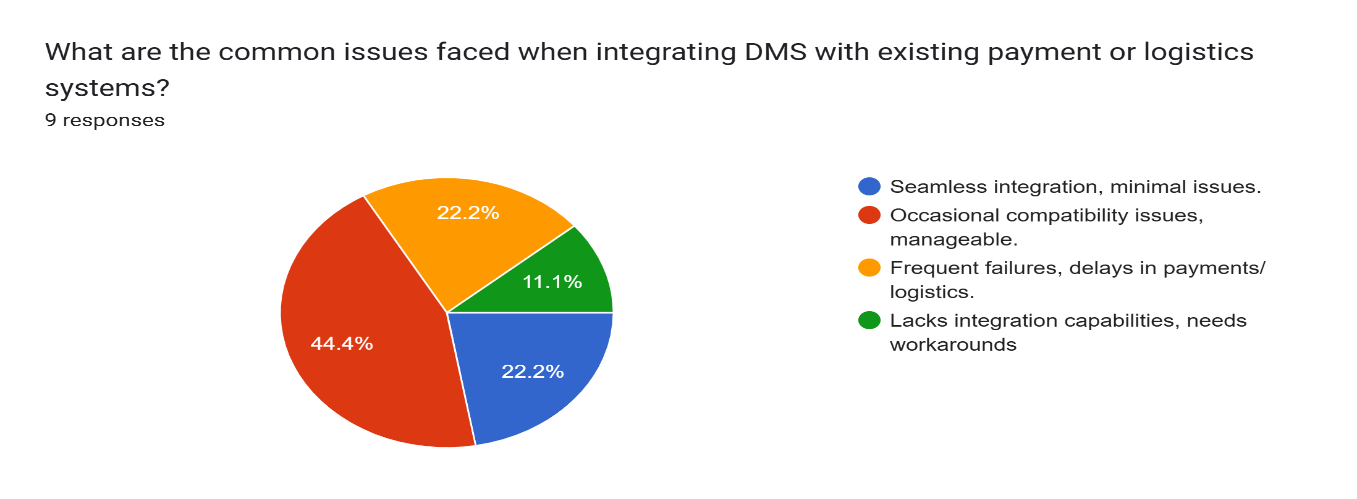 What are the common issues faced when integrating DMS with existing payment or logistics
systems?
9 responses
22.2%
11.1%
44.4%
22.2%
Seamless integration, minimal issues.
Occasional compatibility issues,
manageable.
Frequent failures, delays in payments/
logistics.
Lacks integration capabilities, needs
workarounds